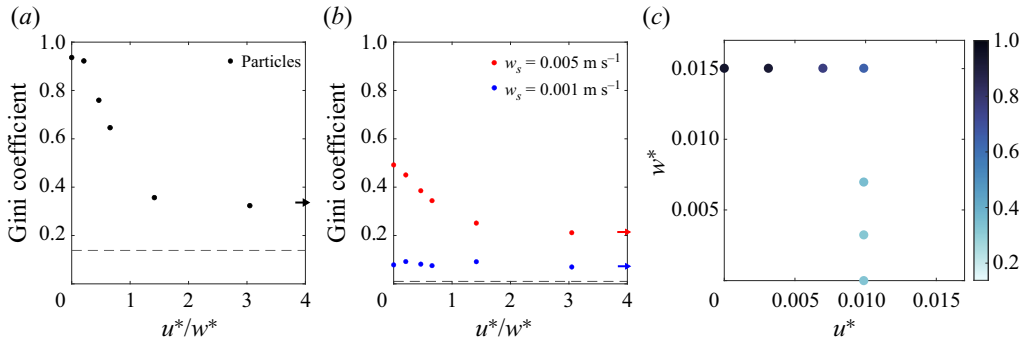 (a)
1.0
0.8
0.6
0.4
0.2
0
1
2
3
4
Gini coefficient
u*/w*
Particles
(b)
1.0
0.8
0.6
0.4
0.2
0
1
2
3
4
Gini coefficient
u*/w*
wₛ = 0.005 m s⁻¹
wₛ = 0.001 m s⁻¹
(c)
0.015
0.005
w*
0
0.005
0.010
0.015
u*
1.0
0.8
0.6
0.4
0.2